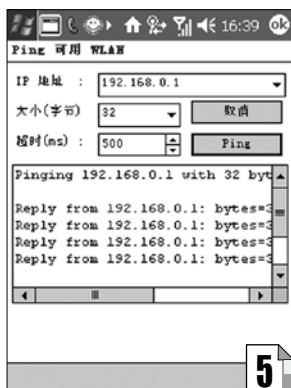 16:39 ok
Ping 可用 WLAN
IP 地址 : 192.168.0.1
大小(字节) 32 取消
超时(ms) : 500 Ping
Pinging 192.168.0.1 with 32 byt
Reply from 192.168.0.1: bytes=3
Reply from 192.168.0.1: bytes=3
Reply from 192.168.0.1: bytes=3
Reply from 192.168.0.1: bytes=3
5